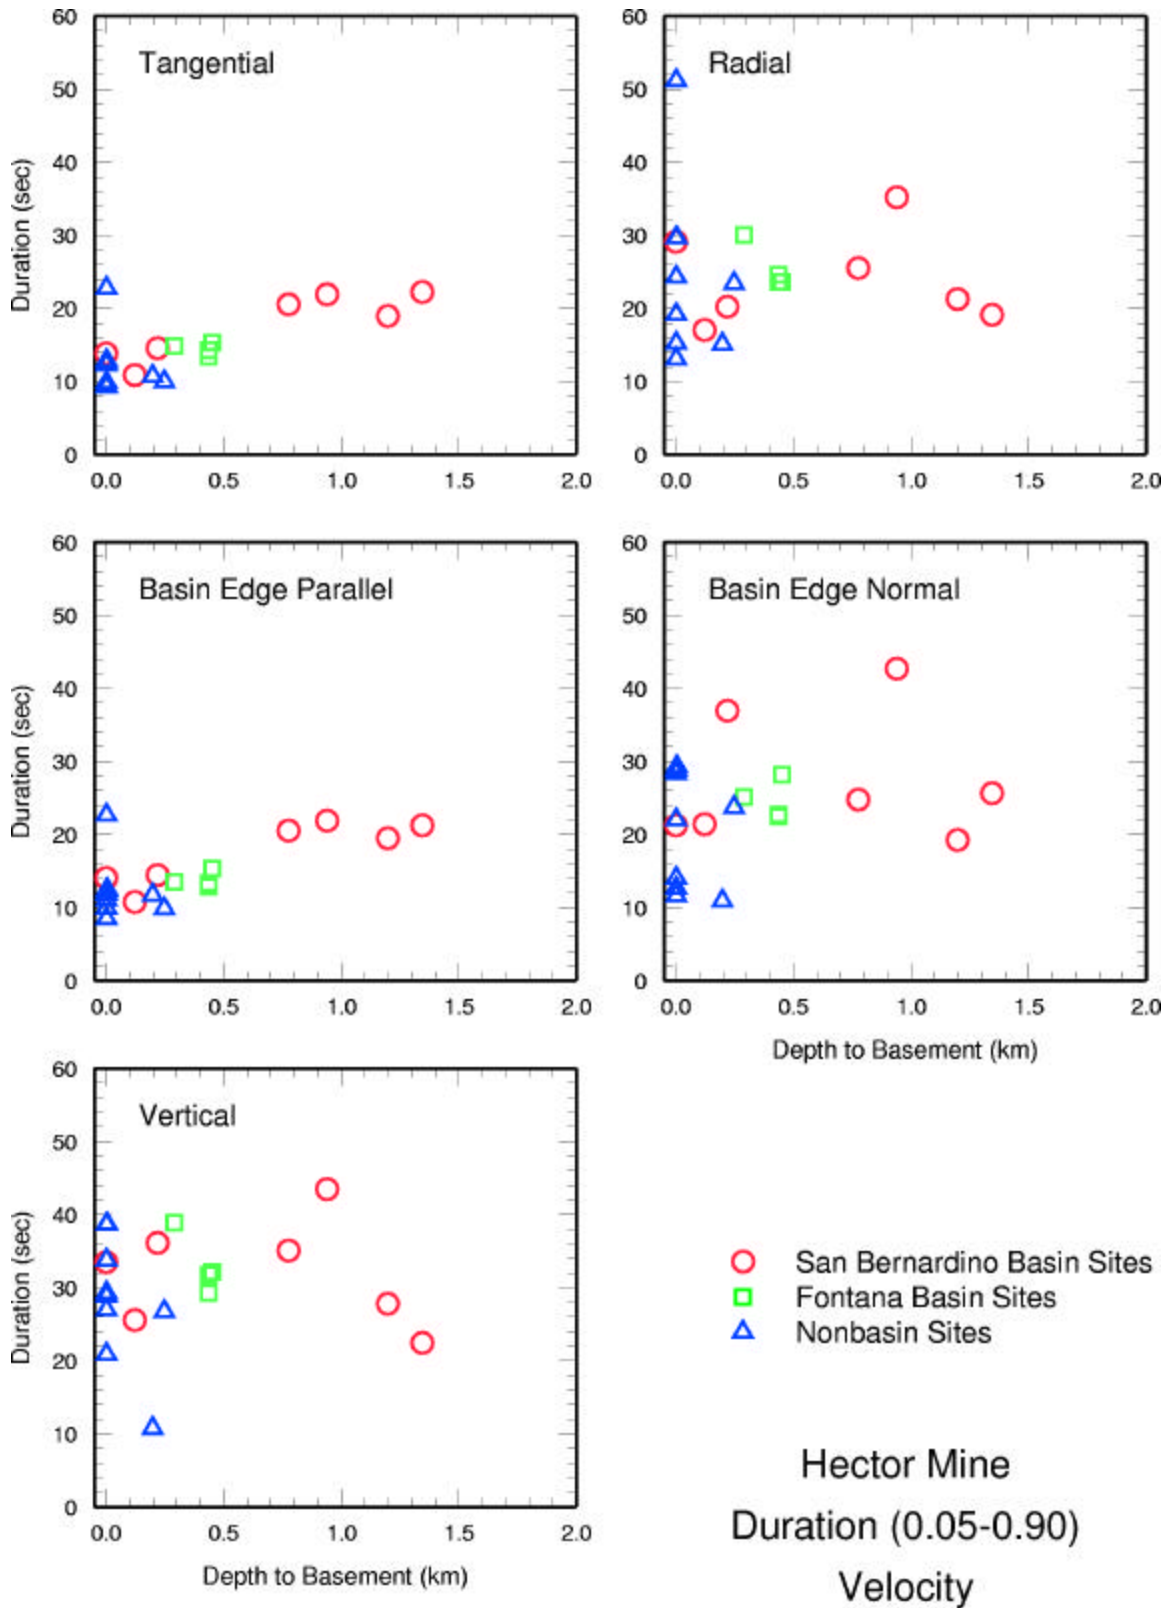 60
50
40
30
20
10
0
Duration (sec)
Tangential
0.0 0.5 1.0 1.5 2.0
60
50
40
30
20
10
0
Radial
0.0 0.5 1.0 1.5 2.0
60
50
40
30
20
10
0
Duration (sec)
Basin Edge Parallel
0.0 0.5 1.0 1.5 2.0
60
50
40
30
20
10
0
Basin Edge Normal
0.0 0.5 1.0 1.5 2.0
Depth to Basement (km)
60
50
40
30
20
10
0
Duration (sec)
Vertical
0.0 0.5 1.0 1.5 2.0
Depth to Basement (km)
San Bernardino Basin Sites
Fontana Basin Sites
Nonbasin Sites
Hector Mine
Duration (0.05-0.90)
Velocity